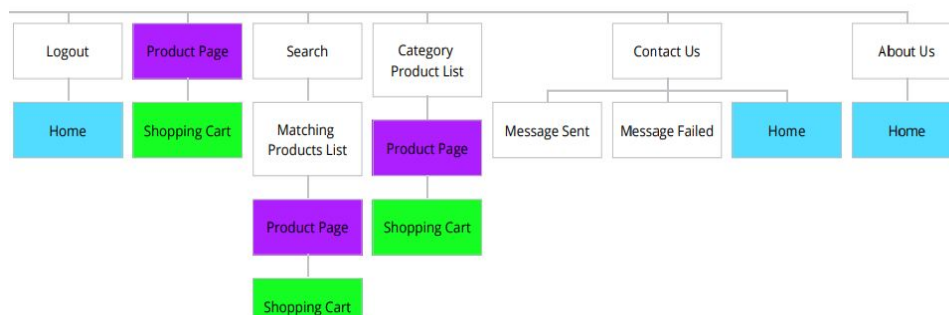 Logout
Product Page
Search
Category
Product List
Contact Us
About Us
Home
Shopping Cart
Matching
Products List
Product Page
Message Sent
Message Failed
Home
Home
Product Page
Shopping Cart
Shopping Cart